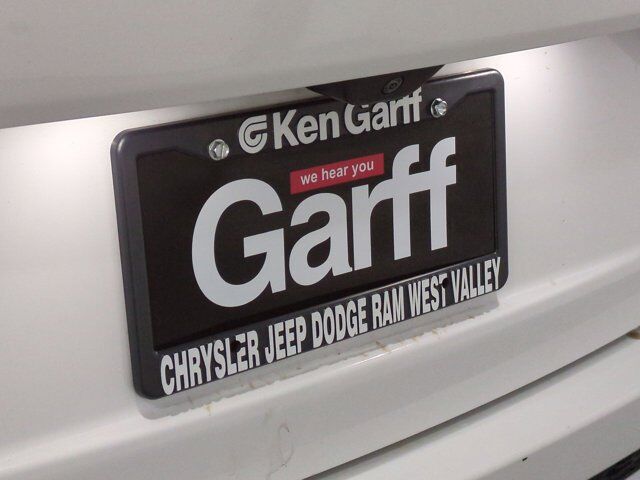 Ken Garff
we hear you
Garff
CHRYSLER JEEP DODGE RAM WEST VALLEY